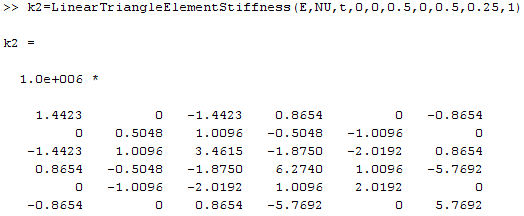 >> k2=LinearTriangleElementStiffness(E,NU,t,0,0,0.5,0,0.5,0.25,1)
k2 =
1.0e+006 *
1.4423 0 -1.4423 0.8654 0 -0.8654
0 0.5048 1.0096 -0.5048 -1.0096 0
-1.4423 1.0096 3.4615 -1.8750 -2.0192 0.8654
0.8654 -0.5048 -1.8750 6.2740 1.0096 -5.7692
0 -1.0096 -2.0192 1.0096 2.0192 0
-0.8654 0 0.8654 -5.7692 0 5.7692